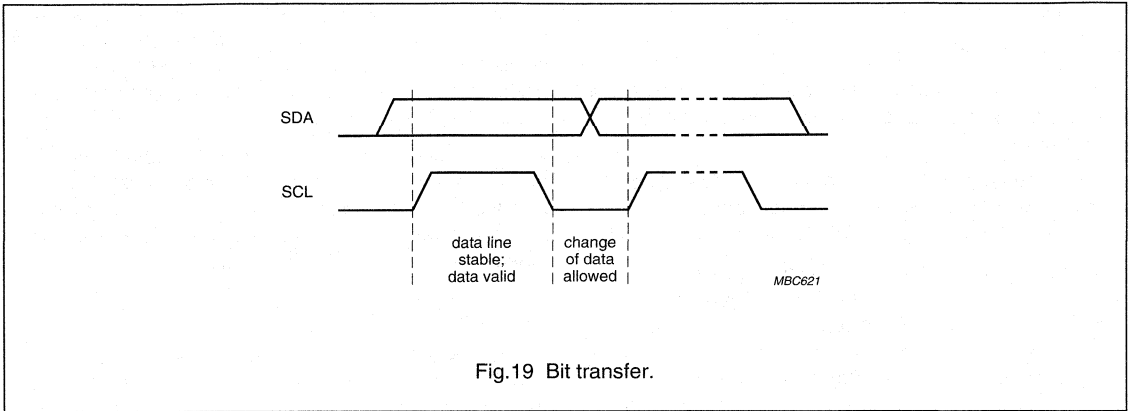 SDA
SCL
data line
stable;
data valid
change
of data
allowed
MBC621
Fig.19 Bit transfer.